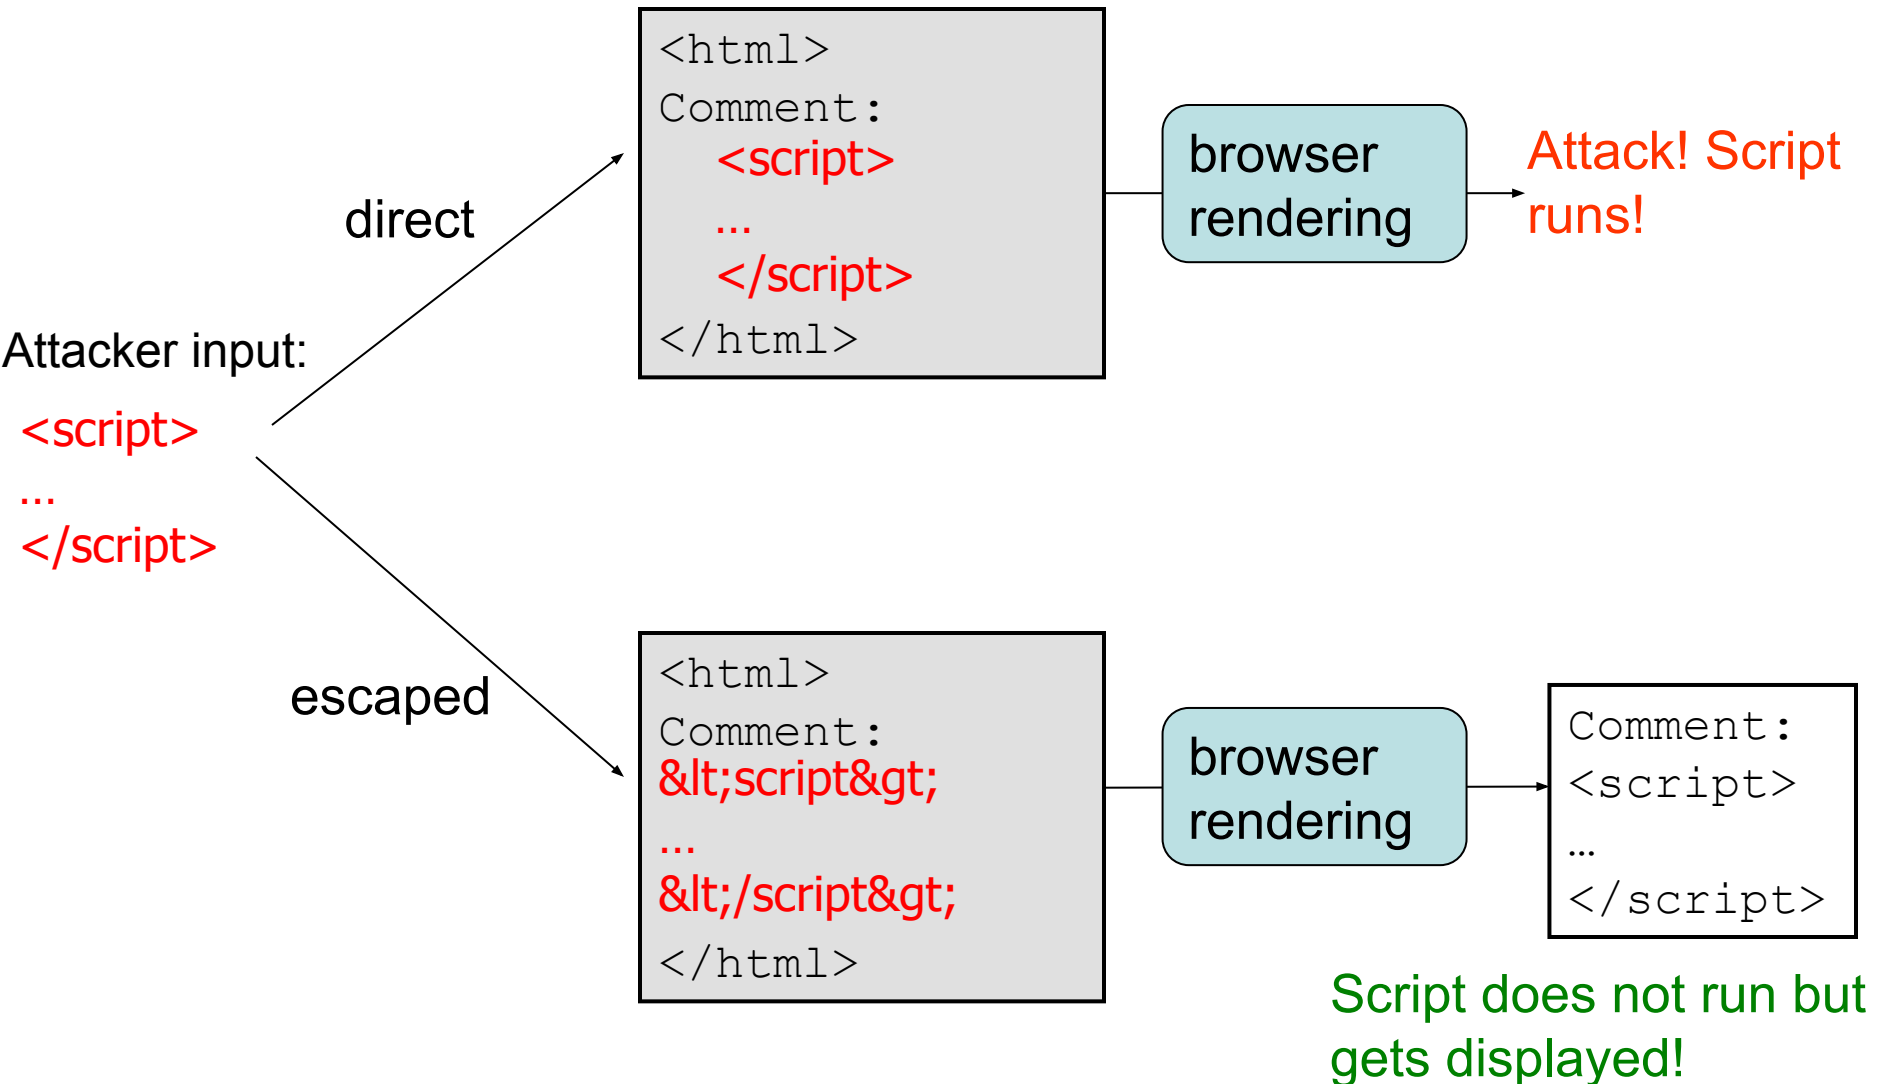 Attacker input:
<script>
...
</script>
direct
<html>
Comment:
<script>
...
</script>
</html>
browser
rendering
Attack! Script
runs!
escaped
<html>
Comment:
&lt;script&gt;
...
&lt;/script&gt;
</html>
browser
rendering
Comment:
<script>
…
</script>
Script does not run but
gets displayed!